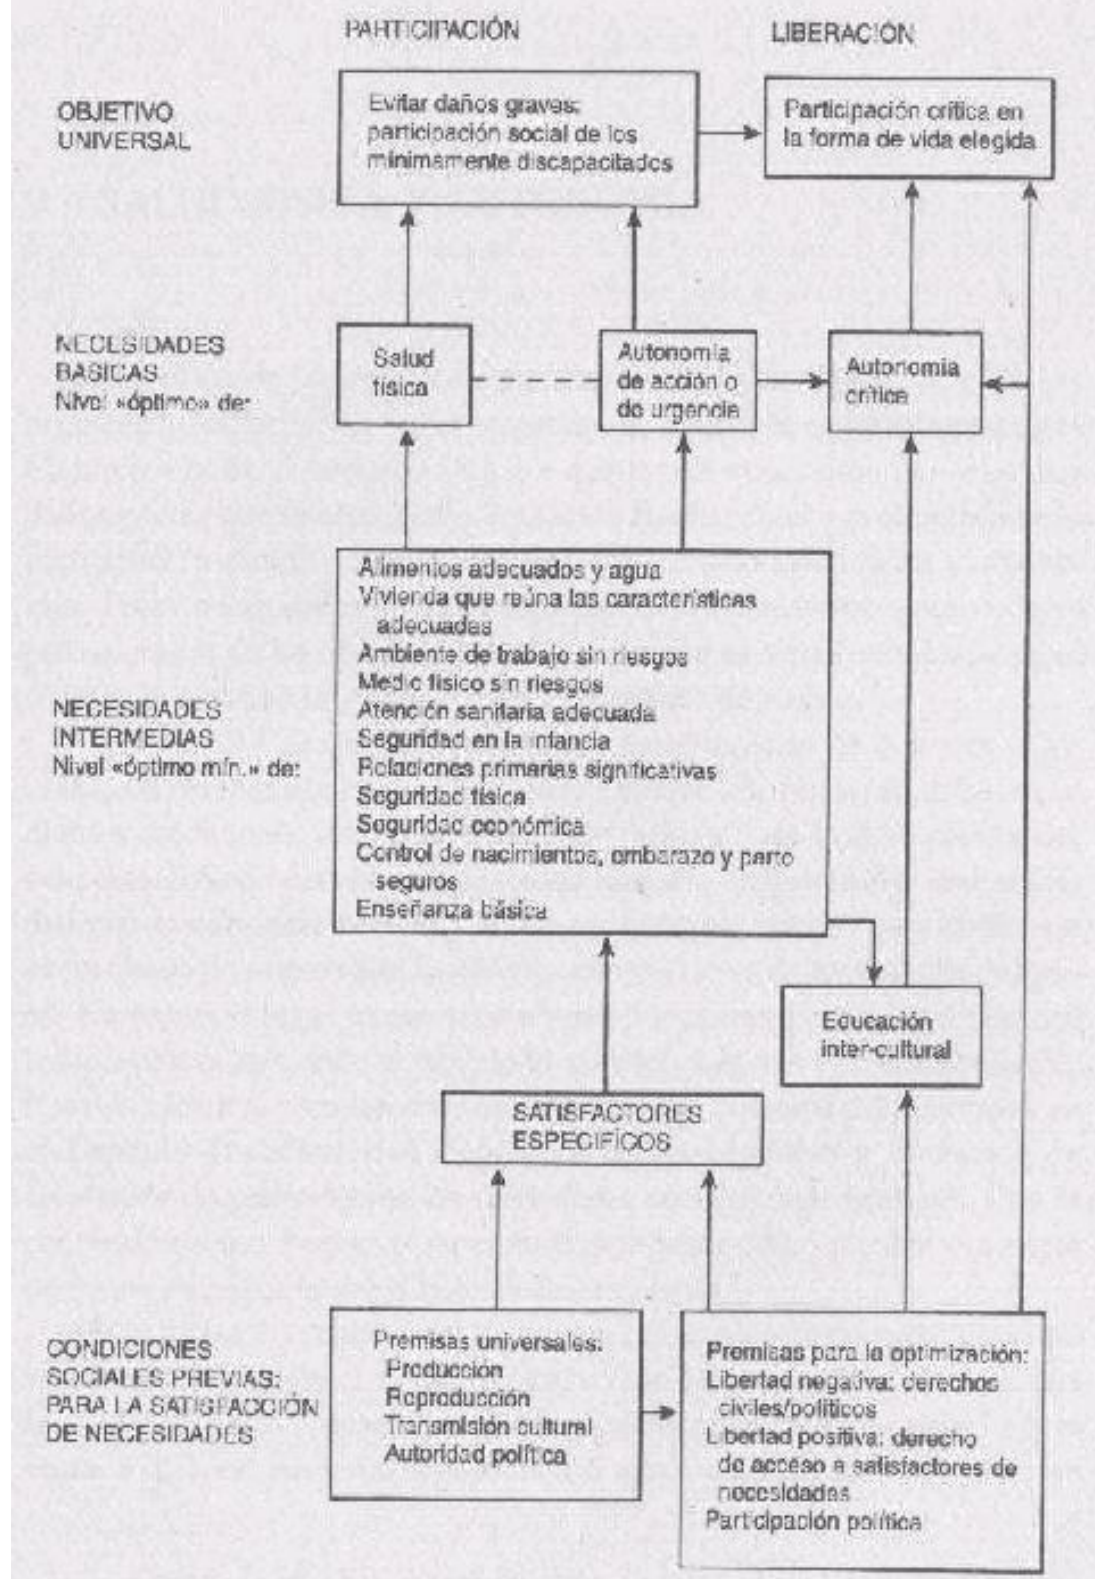 PARTICIPACIÓN
LIBERACIÓN
OBJETIVO
UNIVERSAL
Evitar daños graves:
participación social de los
mínimamente discapacitados
Participación crítica en
la forma de vida elegida
NECESIDADES
BASICAS
Nivel «óptimo» de:
Salud
física
Autonomía
de acción o
de urgencia
Autonomía
crítica
NECESIDADES
INTERMEDIAS
Nivel «óptimo mín.» de:
Alimentos adecuados y agua
Vivienda que reúna las características
adecuadas
Ambiente de trabajo sin riesgos
Medio físico sin riesgos
Atención sanitaria adecuada
Seguridad en la infancia
Relaciones primarias significativas
Seguridad física
Seguridad económica
Control de nacimientos, embarazo y parto
seguros
Enseñanza básica
Educación
inter-cultural
SATISFACTORES
ESPECIFÍCOS
CONDICIONES
SOCIALES PREVIAS:
PARA LA SATISFACCIÓN
DE NECESIDADES
Premisas universales:
Producción
Reproducción
Transmisión cultural
Autoridad política
Premisas para la optimización:
Libertad negativa: derechos
civiles/políticos
Libertad positiva: derecho
de acceso a satisfactores de
necesidades
Participación política